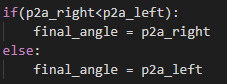 if(p2a_right<p2a_left):
    final_angle = p2a_right
else:
    final_angle = p2a_left